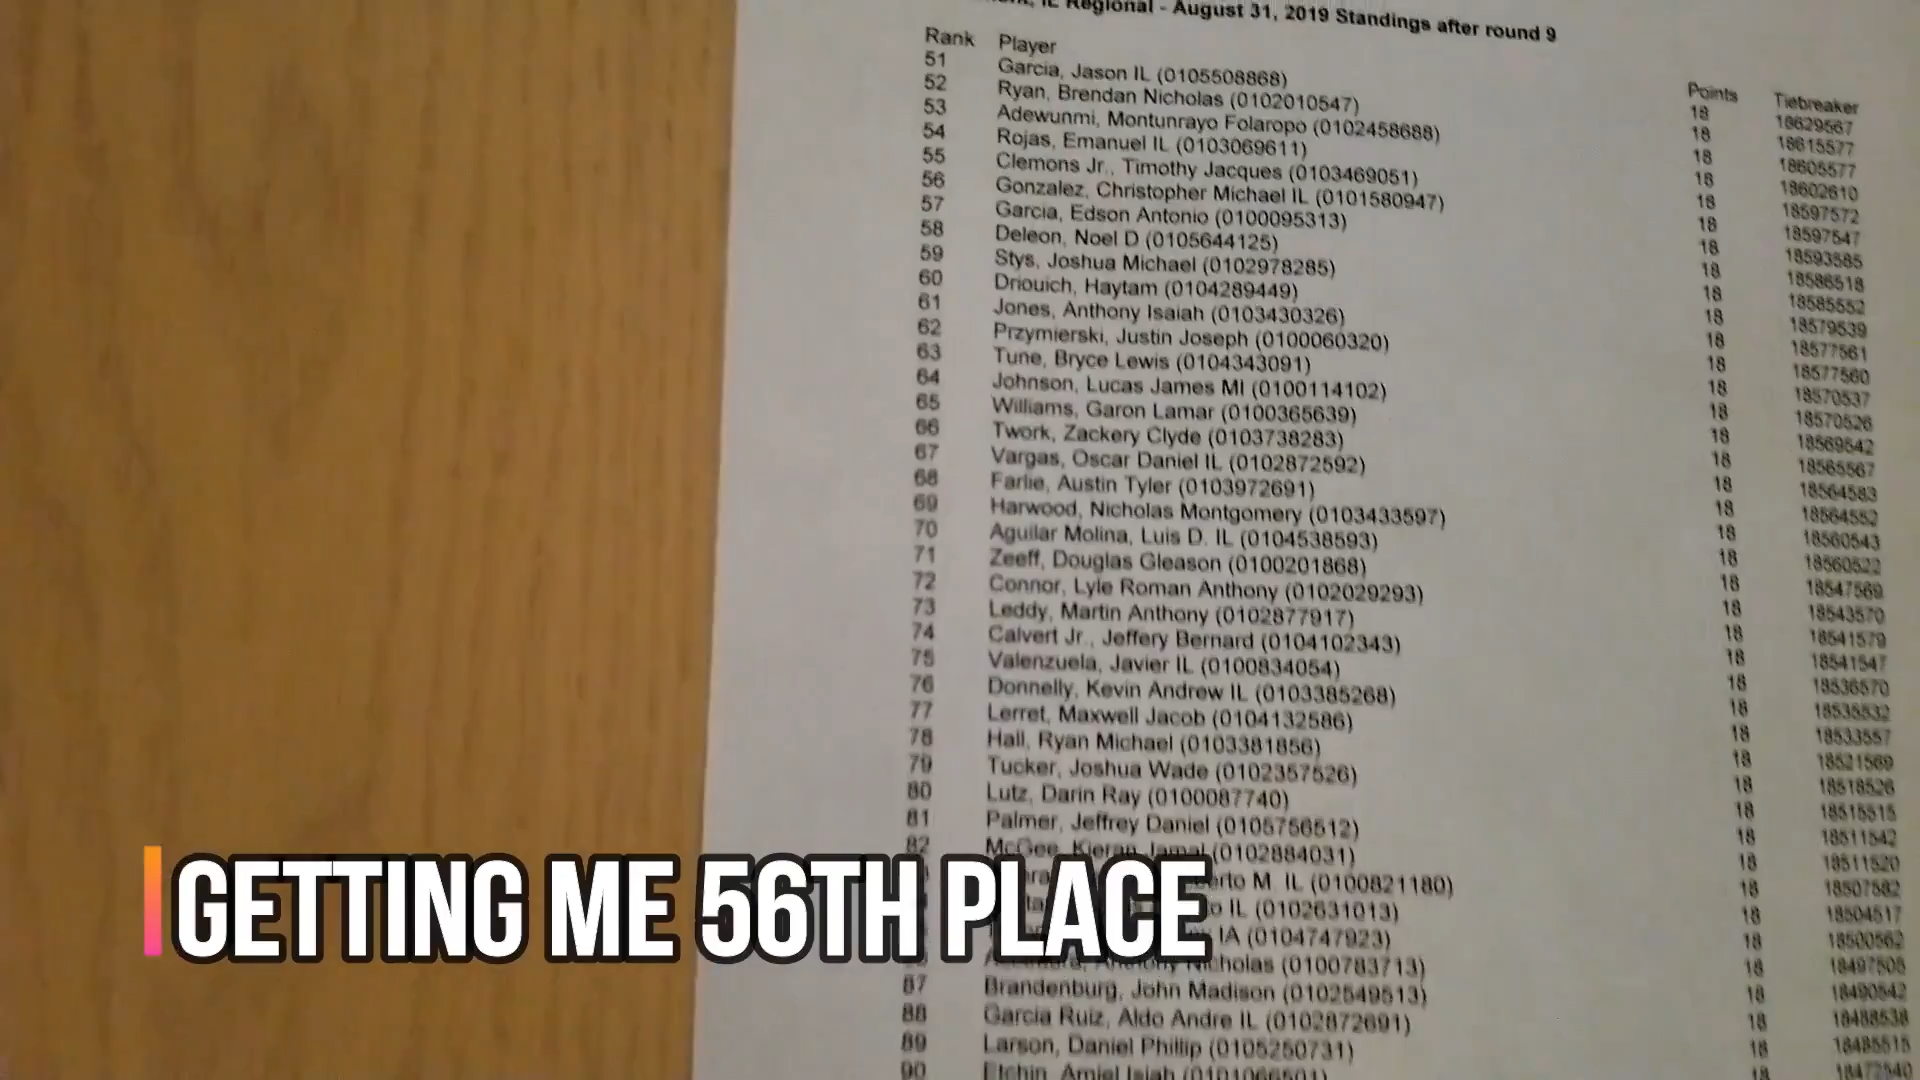 IL Regional - August 31, 2019 Standings after round 9
Rank Player Points Tiebreaker
51 Garcia, Jason IL (0105508868) 18 18629567
52 Ryan, Brendan Nicholas (0102010547) 18 18615577
53 Adewunmi, Montunrayo Folaropo (0102458688) 18 18605577
54 Rojas, Emanuel IL (0103069611) 18 18602610
55 Clemons Jr., Timothy Jacques (0103469051) 18 18597572
56 Gonzalez, Christopher Michael IL (0101580947) 18 18597547
57 Garcia, Edson Antonio (0100095313) 18 18593585
58 Deleon, Noel D (0105644125) 18 18586518
59 Stys, Joshua Michael (0102978285) 18 18585552
60 Driouich, Haytam (0104289449) 18 18579539
61 Jones, Anthony Isaiah (0103430326) 18 18577561
62 Przymierski, Justin Joseph (0100060320) 18 18577560
63 Tune, Bryce Lewis (0104343091) 18 18570537
64 Johnson, Lucas James MI (0100114102) 18 18570526
65 Williams, Garon Lamar (0100365639) 18 18569542
66 Twork, Zackery Clyde (0103738283) 18 18565567
67 Vargas, Oscar Daniel IL (0102872592) 18 18564583
68 Farlie, Austin Tyler (0103972691) 18 18564552
69 Harwood, Nicholas Montgomery (0103433597) 18 18560543
70 Aguilar Molina, Luis D. IL (0104538593) 18 18560522
71 Zeeff, Douglas Gleason (0100201868) 18 18547569
72 Connor, Lyle Roman Anthony (0102029293) 18 18543570
73 Leddy, Martin Anthony (0102877917) 18 18541579
74 Calvert Jr., Jeffery Bernard (0104102343) 18 18541547
75 Valenzuela, Javier IL (0100834054) 18 18536570
76 Donnelly, Kevin Andrew IL (0103385268) 18 18535532
77 Lerret, Maxwell Jacob (0104132586) 18 18533557
78 Hall, Ryan Michael (0103381856) 18 18521569
79 Tucker, Joshua Wade (0102357526) 18 18518526
80 Lutz, Darin Ray (0100087740) 18 18515515
81 Palmer, Jeffrey Daniel (0105756512) 18 18511542
82 McGee, Kieran Jamal (0102884031) 18 18511520
M. IL (0100821180) 18 18507582
IL (0102631013) 18 18504517
IA (0104747923) 18 18500562
Nicholas (0100783713) 18 18497505
87 Brandenburg, John Madison (0102549513) 18 18490542
88 Garcia Ruiz, Aldo Andre IL (0102872691) 18 18488538
89 Larson, Daniel Phillip (0105250731) 18 18485515
90 Etchin, Amiel Isiah (0101066501) 18 18472540
GETTING ME 56TH PLACE